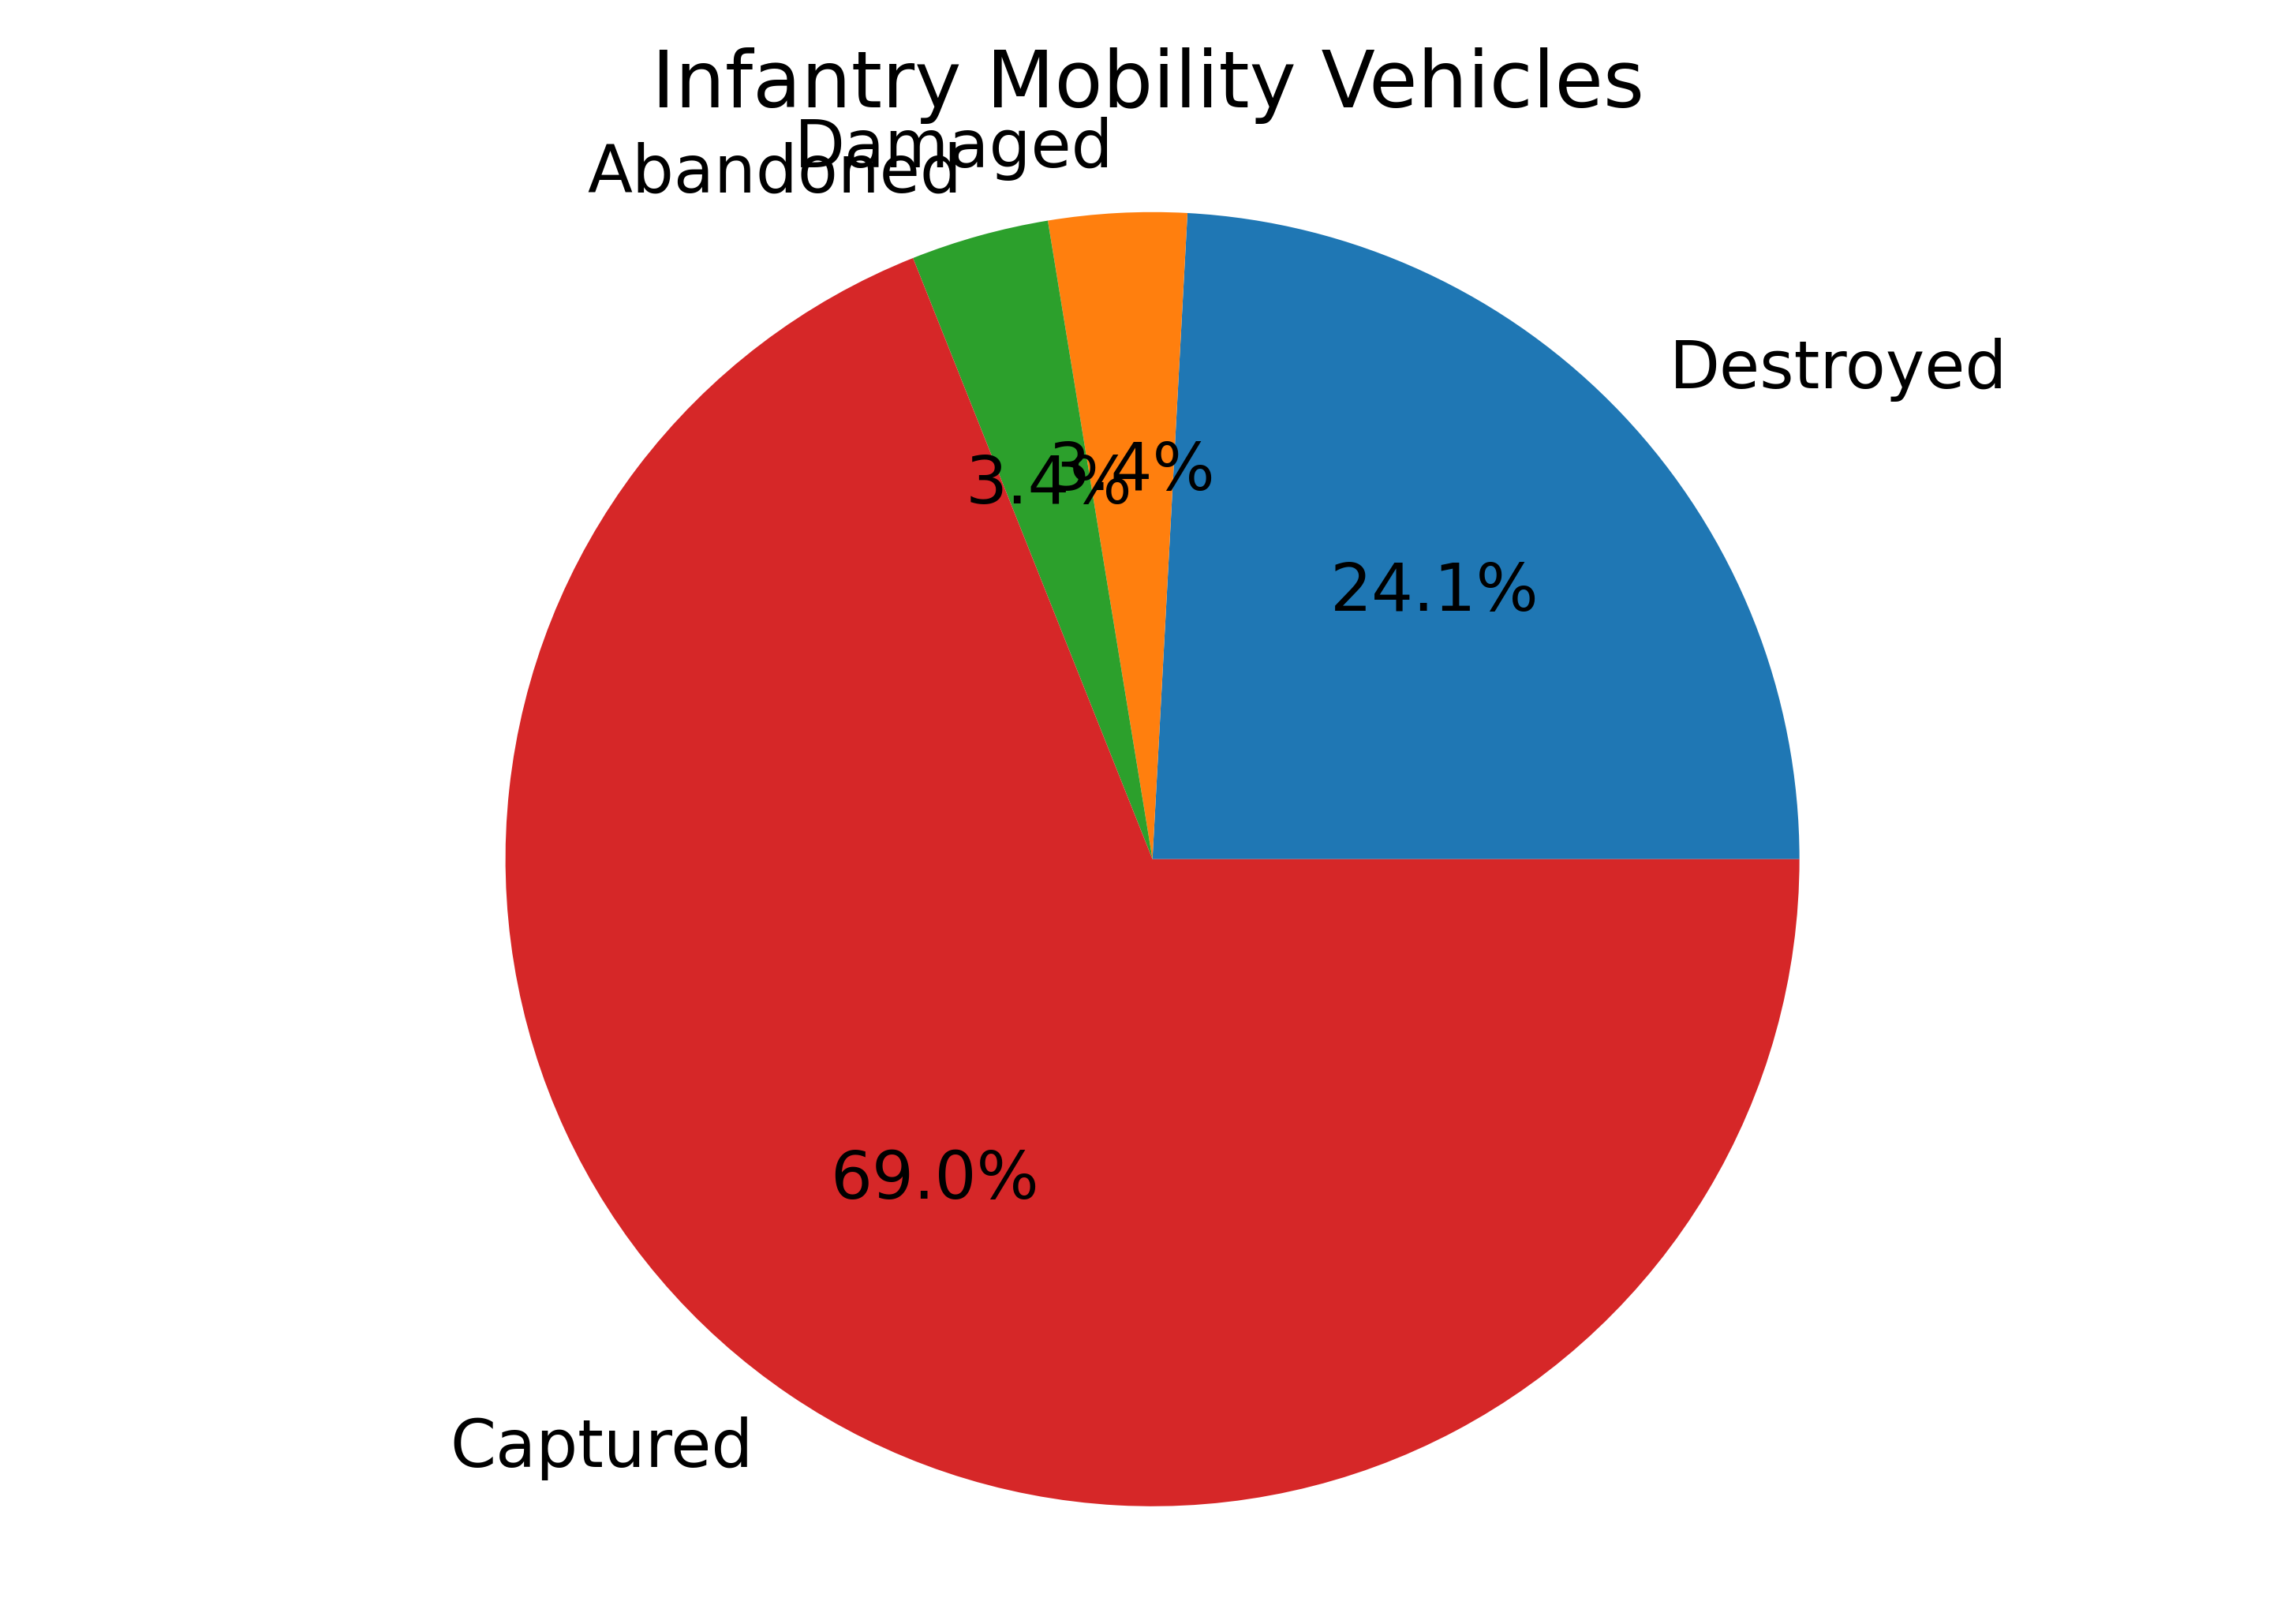 Infantry Mobility Vehicles
Damaged
Abandoned
Destroyed
3.4%
3.4%
24.1%
69.0%
Captured